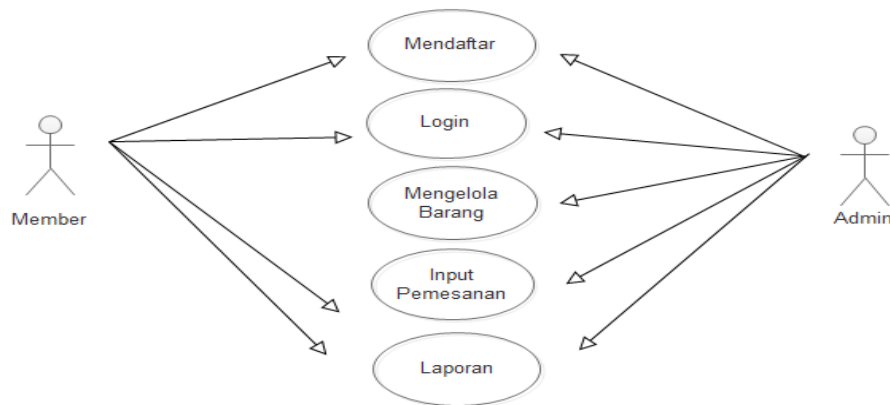 Mendaftar
Login
Mengelola
Barang
Input
Pemesanan
Laporan
Member
Admin